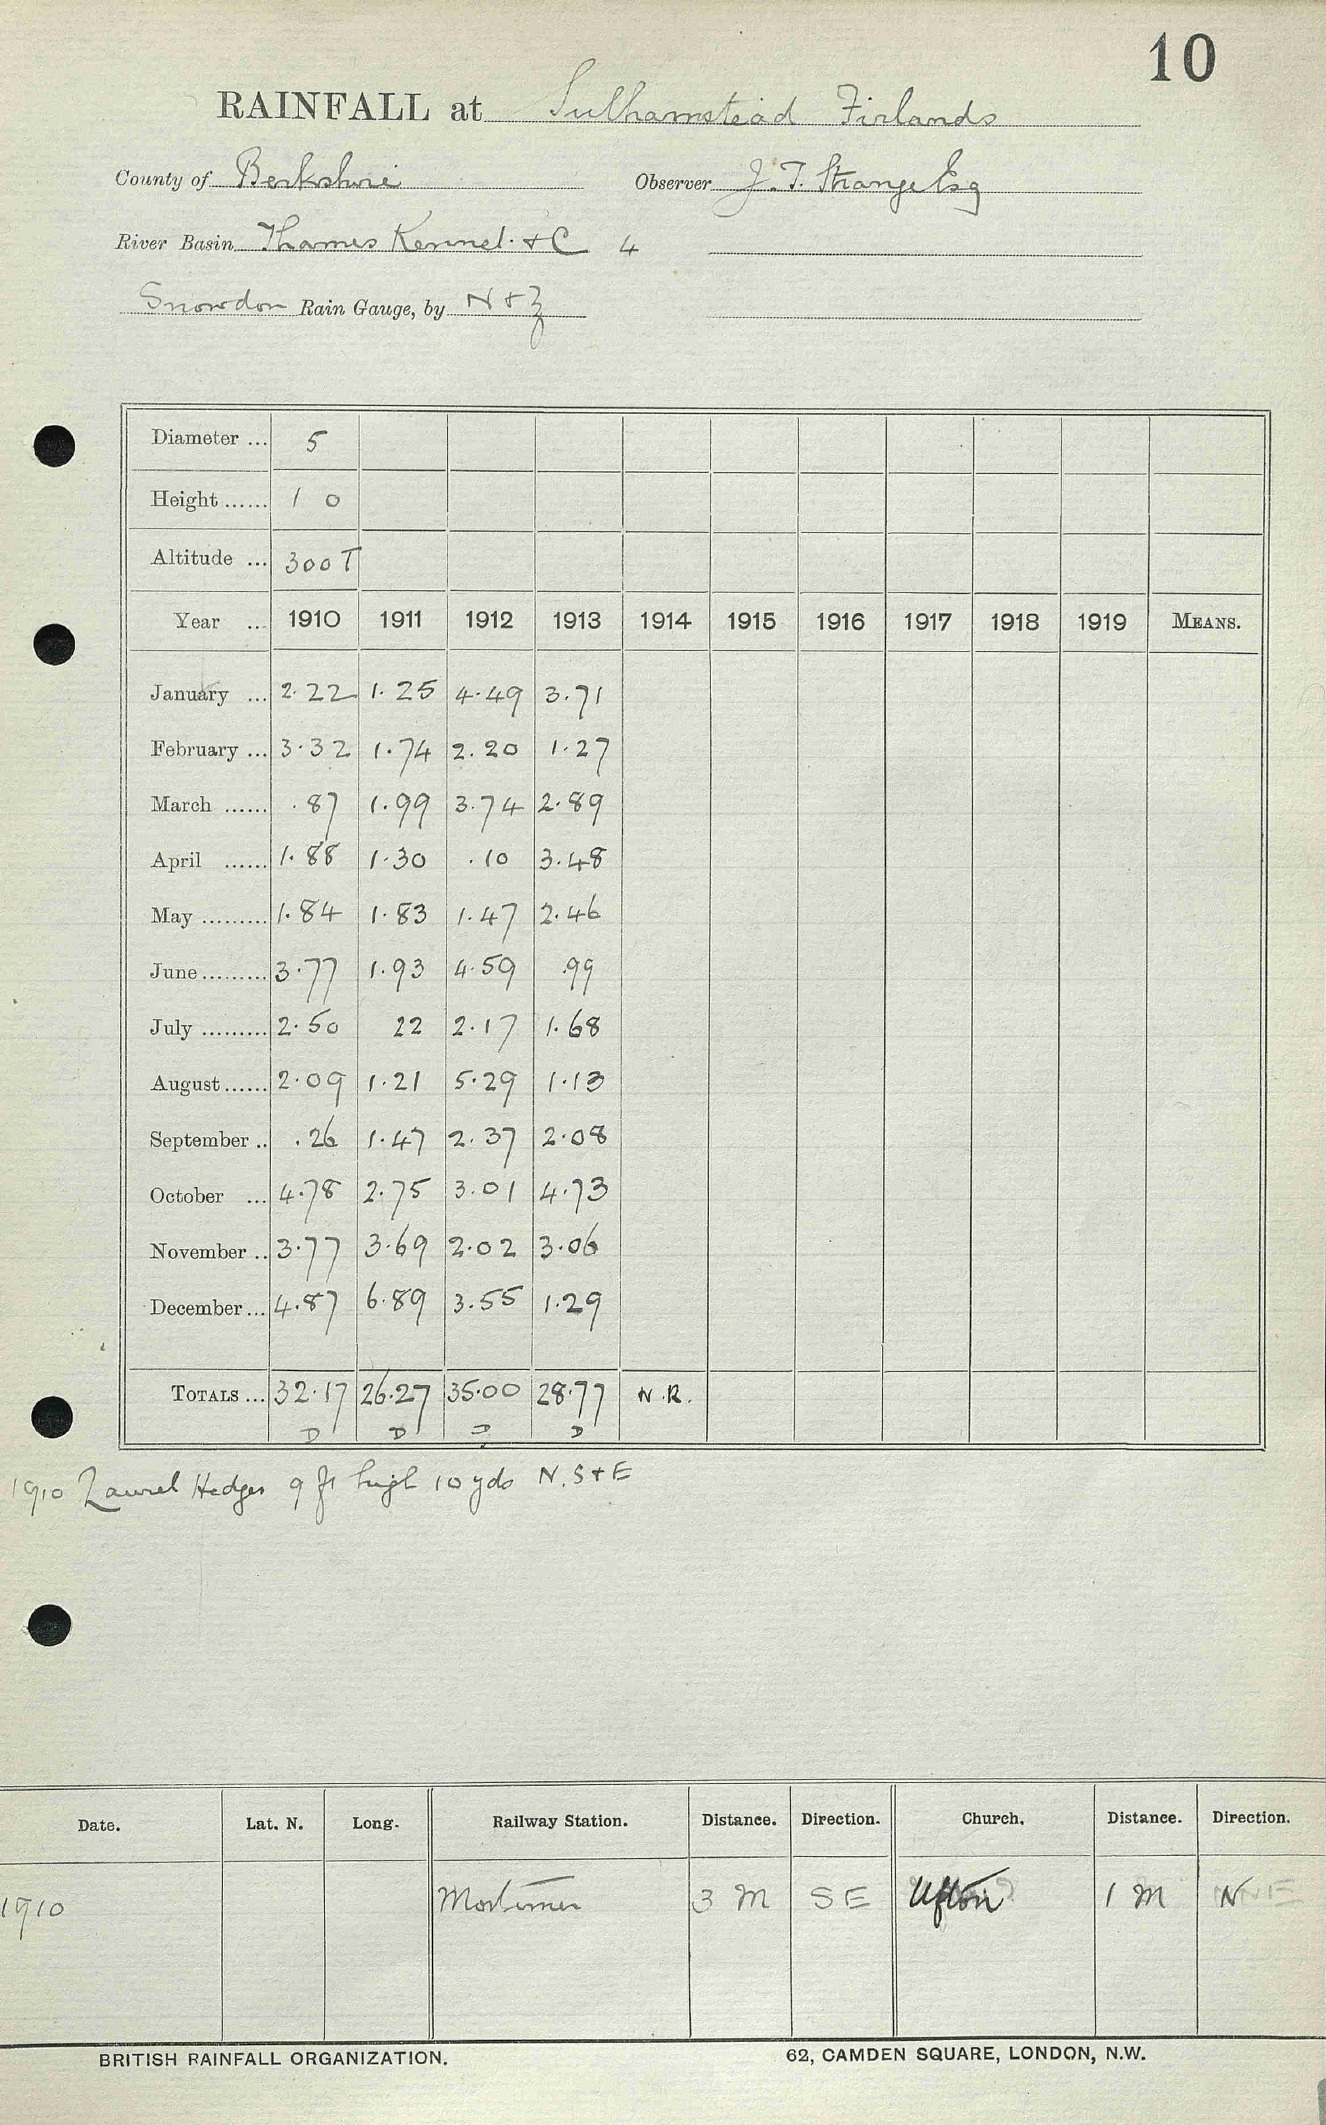 10
RAINFALL at Sulhamstead Firlands
County of Berkshire Observer J. T. Strange Esq
River Basin Thames Kennet &C 4
Snowdon Rain Gauge, by N & Z
Diameter ... 5
Height ...... 1 0
Altitude ... 300 T
Year ... 1910 1911 1912 1913 1914 1915 1916 1917 1918 1919 MEANS.
January ... 2.22 1.25 4.49 3.71
February ... 3.32 1.74 2.20 1.27
March ...... .87 1.99 3.74 2.89
April ...... 1.88 1.30 .10 3.48
May ......... 1.84 1.83 1.47 2.46
June ......... 3.77 1.93 4.59 .99
July ......... 2.50 22 2.17 1.68
August ...... 2.09 1.21 5.29 1.13
September .. .26 1.47 2.37 2.08
October ... 4.78 2.75 3.01 4.73
November .. 3.77 3.69 2.02 3.06
December ... 4.87 6.89 3.55 1.29
TOTALS ... 32.17 26.27 35.00 28.77 N.R.
D D D D
1910 Laurel Hedges 9 ft high 10 yds N. S & E
Date. Lat. N. Long. Railway Station. Distance. Direction. Church. Distance. Direction.
1910 Mortimer 3 M SE Ufton 1 M N
BRITISH RAINFALL ORGANIZATION. 62, CAMDEN SQUARE, LONDON, N.W.